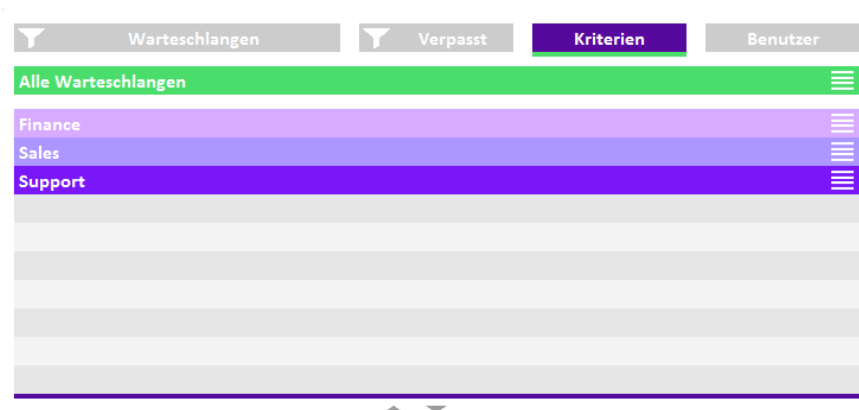 Warteschlangen Verpasst Kriterien Benutzer
Alle Warteschlangen
Finance
Sales
Support